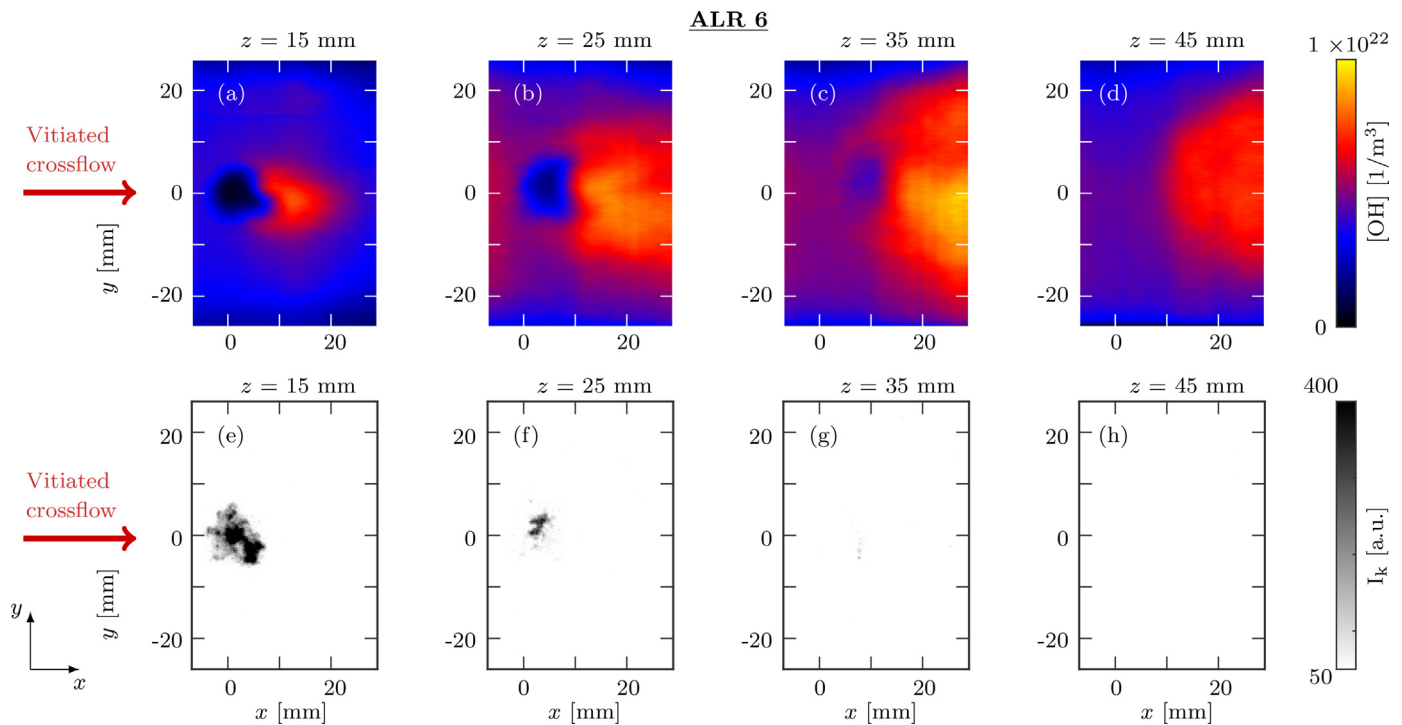 ALR 6
z = 15 mm
z = 25 mm
z = 35 mm
z = 45 mm
1 ×10²²
(a)
(b)
(c)
(d)
20
10
0
-10
-20
Vitiated
crossflow
y [mm]
20
0
-20
20
0
-20
20
0
-20
20
0
-20
0 20
0 20
0 20
0 20
[OH] [1/m³]
0
z = 15 mm
z = 25 mm
z = 35 mm
z = 45 mm
400
(e)
(f)
(g)
(h)
Vitiated
crossflow
y [mm]
20
0
-20
20
0
-20
20
0
-20
20
0
-20
0 20
0 20
0 20
0 20
x [mm]
x [mm]
x [mm]
x [mm]
I_k [a.u.]
50
y
x